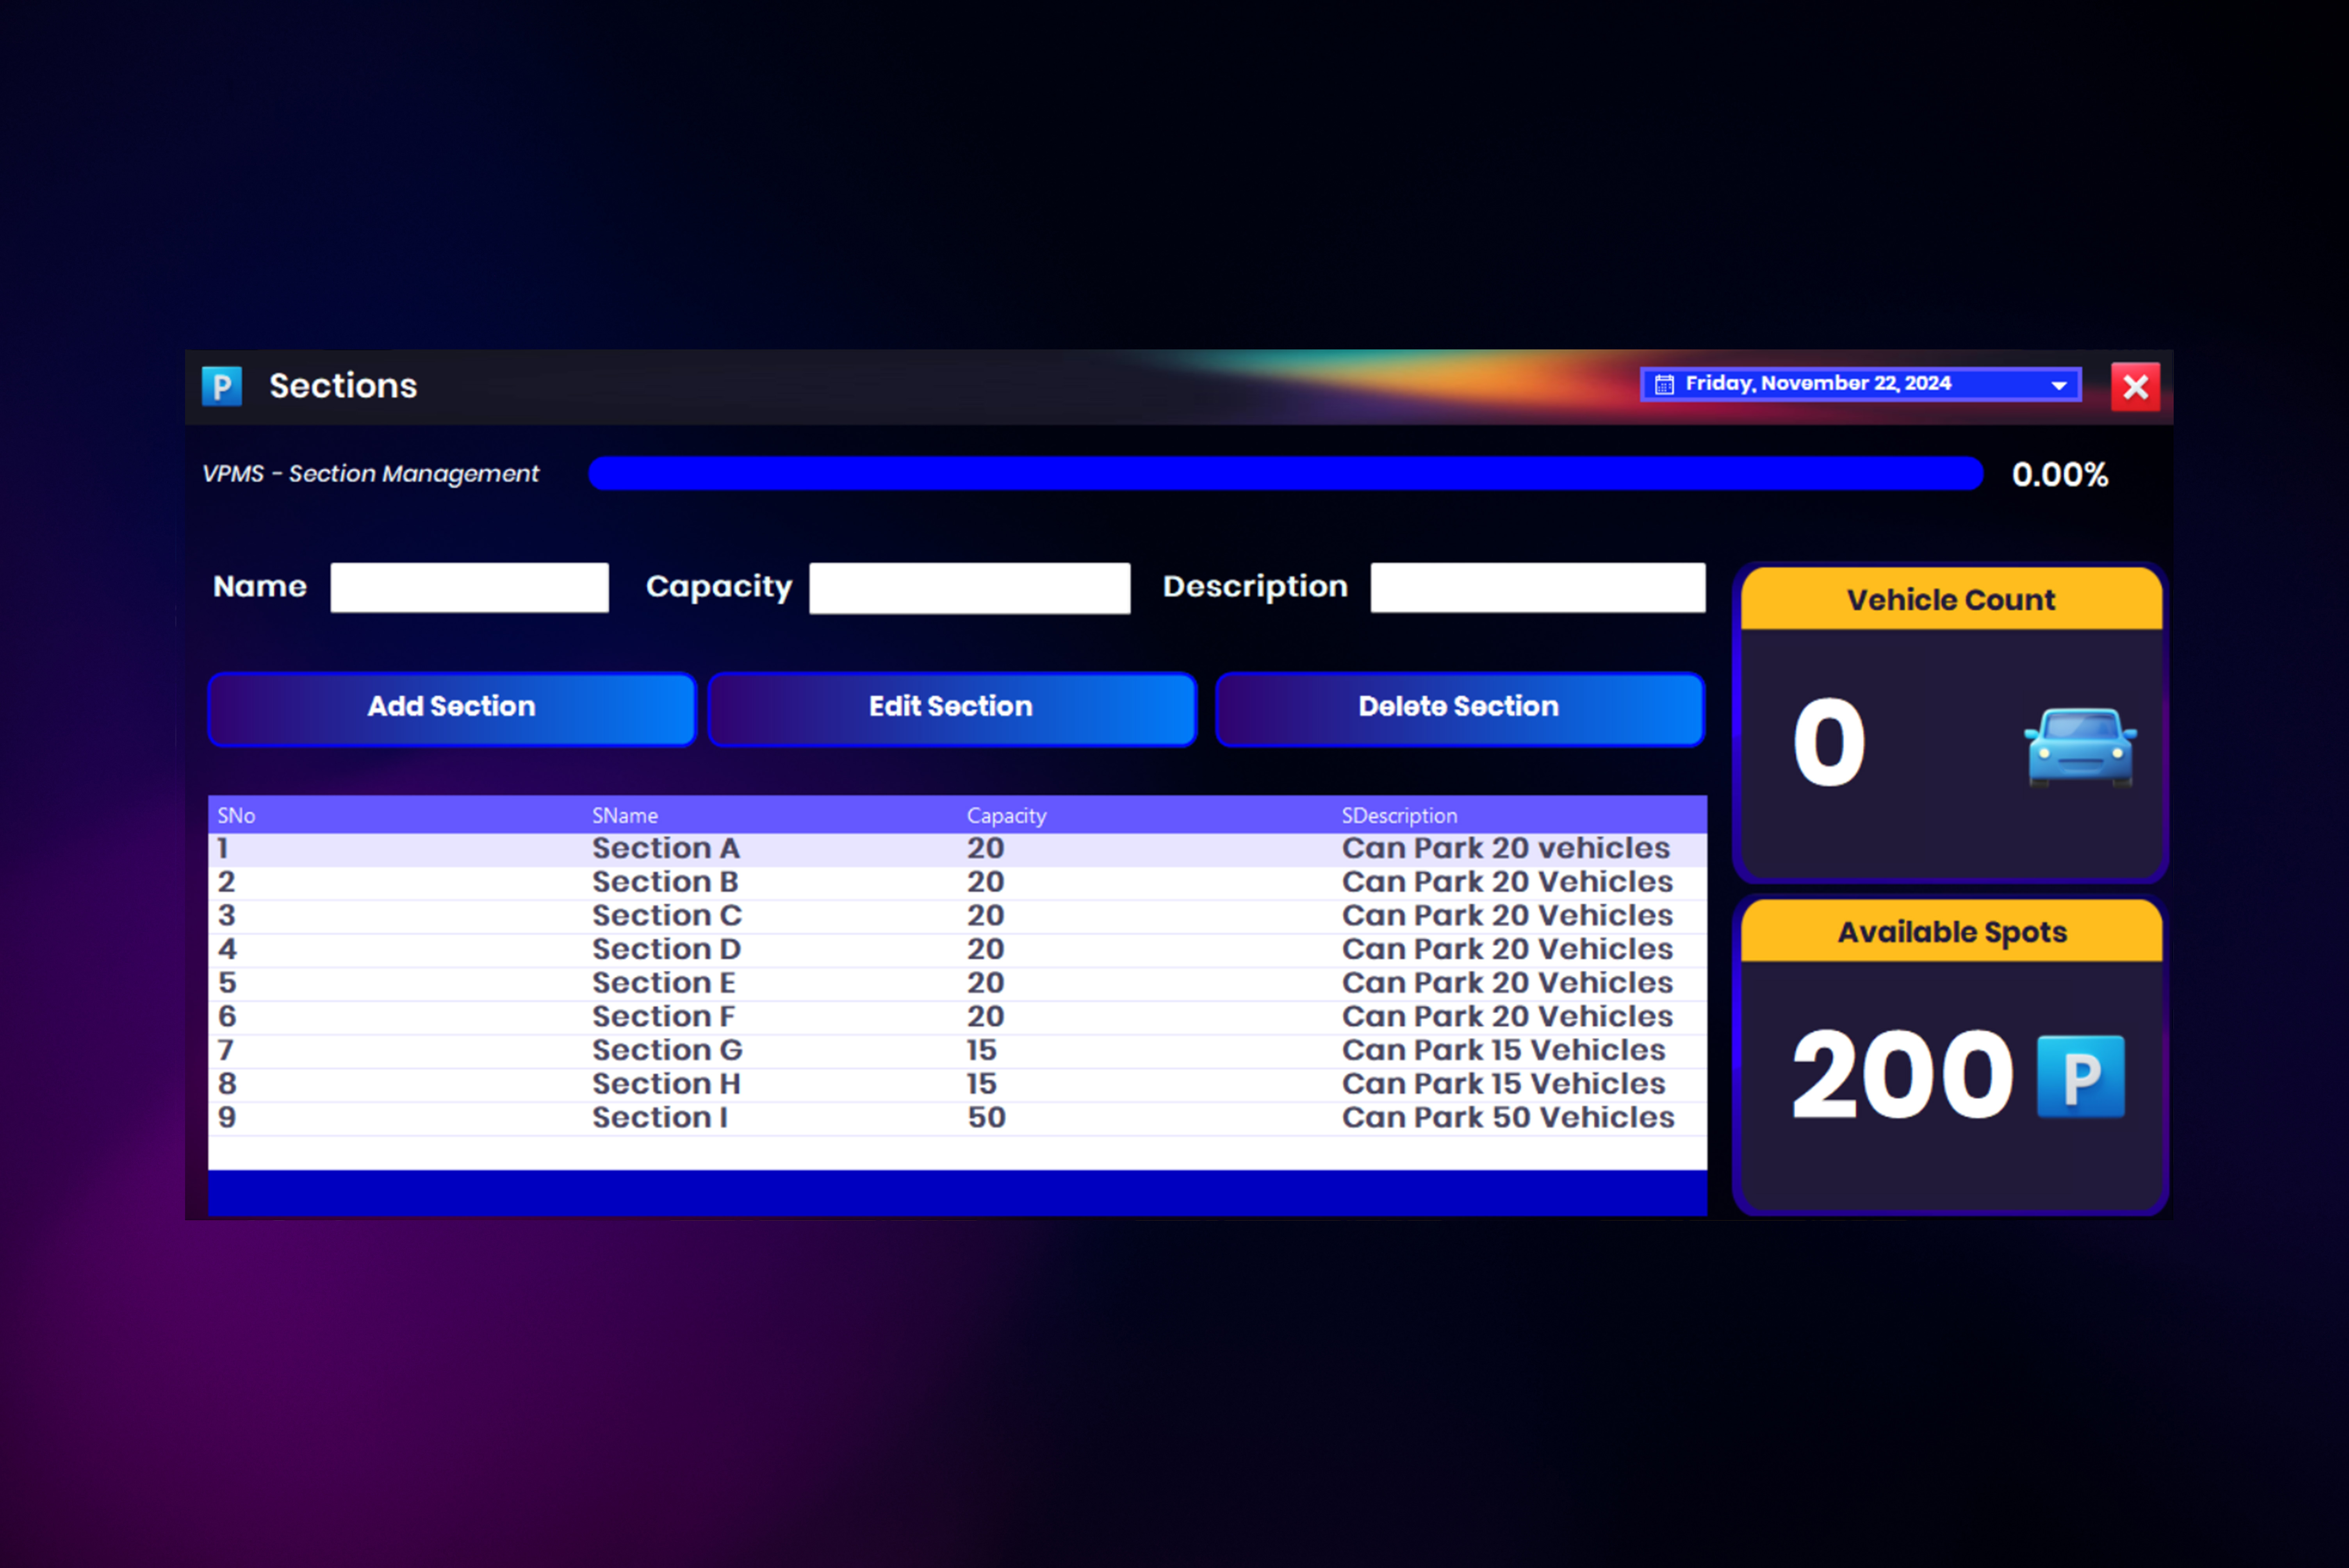 P Sections
Friday, November 22, 2024
VPMS - Section Management
0.00%
Name
Capacity
Description
Add Section
Edit Section
Delete Section
SNo SName Capacity SDescription
1 Section A 20 Can Park 20 vehicles
2 Section B 20 Can Park 20 Vehicles
3 Section C 20 Can Park 20 Vehicles
4 Section D 20 Can Park 20 Vehicles
5 Section E 20 Can Park 20 Vehicles
6 Section F 20 Can Park 20 Vehicles
7 Section G 15 Can Park 15 Vehicles
8 Section H 15 Can Park 15 Vehicles
9 Section I 50 Can Park 50 Vehicles
Vehicle Count
0
Available Spots
200 P